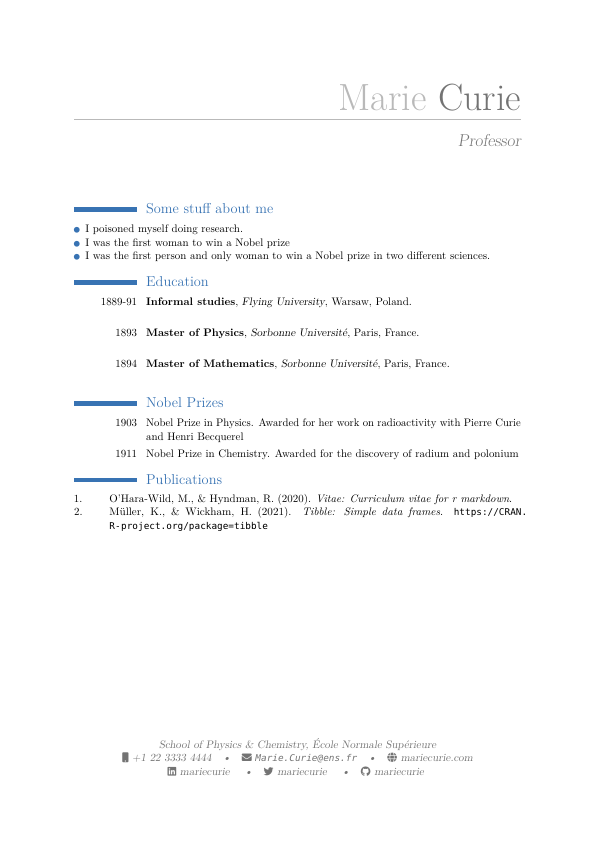 Marie Curie
Professor
Some stuff about me
I poisoned myself doing research.
I was the first woman to win a Nobel prize
I was the first person and only woman to win a Nobel prize in two different sciences.
Education
1889-91 Informal studies, Flying University, Warsaw, Poland.
1893 Master of Physics, Sorbonne Université, Paris, France.
1894 Master of Mathematics, Sorbonne Université, Paris, France.
Nobel Prizes
1903 Nobel Prize in Physics. Awarded for her work on radioactivity with Pierre Curie
and Henri Becquerel
1911 Nobel Prize in Chemistry. Awarded for the discovery of radium and polonium
Publications
1. O'Hara-Wild, M., & Hyndman, R. (2020). Vitae: Curriculum vitae for r markdown.
2. Müller, K., & Wickham, H. (2021). Tibble: Simple data frames. https://CRAN.
R-project.org/package=tibble
School of Physics & Chemistry, École Normale Supérieure
+1 22 3333 4444 • Marie.Curie@ens.fr • mariecurie.com
mariecurie • mariecurie • mariecurie